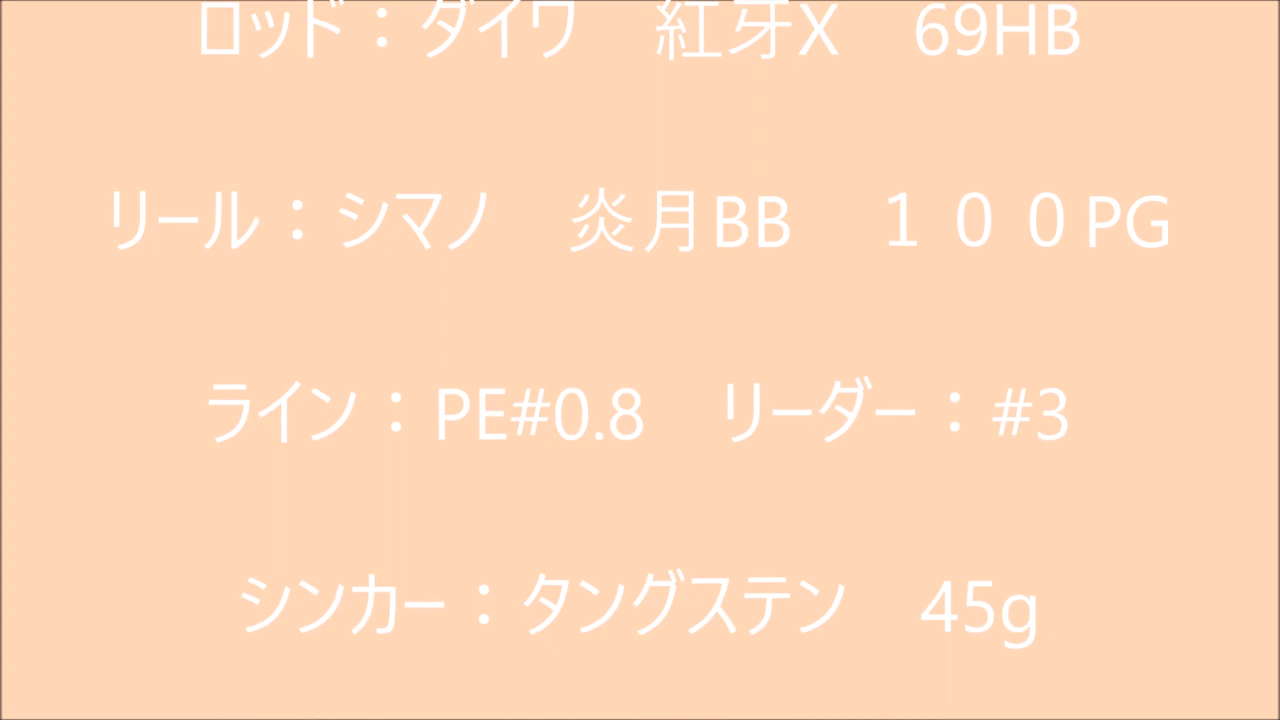 ロッド：ダイワ　紅牙X　69HB
リール：シマノ　炎月BB　１００PG
ライン：PE#0.8　リーダー：#3
シンカー：タングステン　45g